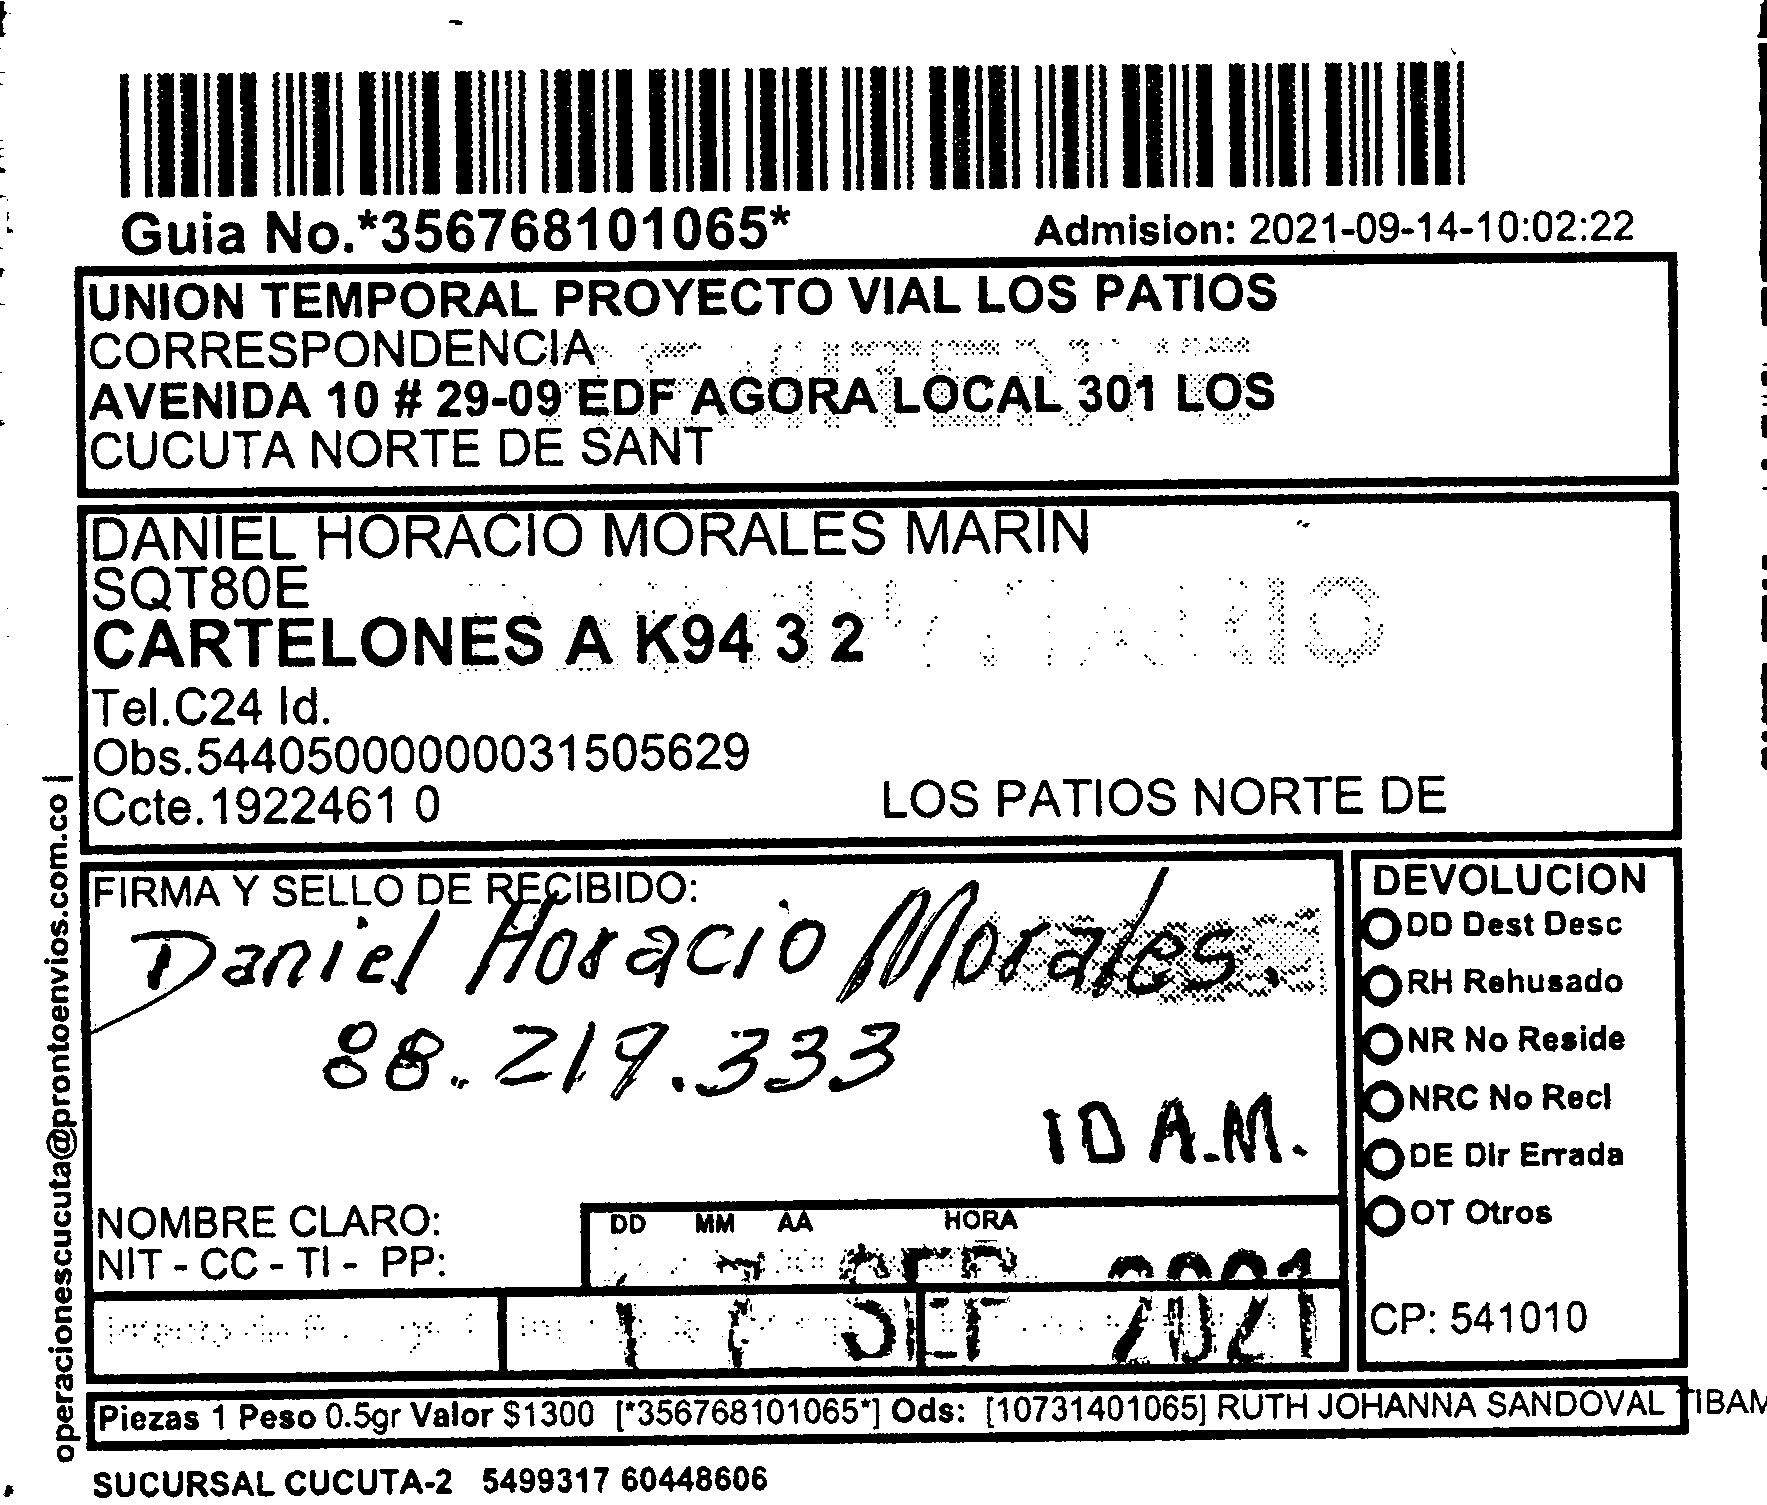 Guia No.*356768101065*
Admision: 2021-09-14-10:02:22
UNION TEMPORAL PROYECTO VIAL LOS PATIOS
CORRESPONDENCIA
AVENIDA 10 # 29-09 EDF AGORA LOCAL 301 LOS
CUCUTA NORTE DE SANT
DANIEL HORACIO MORALES MARIN
SQT80E
CARTELONES A K94 3 2
Tel.C24 Id.
Obs.54405000000031505629
Ccte.1922461 0
LOS PATIOS NORTE DE
FIRMA Y SELLO DE RECIBIDO:
Daniel Horacio Morales.
88.219.333
10 A.M.
NOMBRE CLARO:
NIT - CC - TI - PP:
DD MM AA HORA
17 SEP 2021
DEVOLUCION
DD Dest Desc
RH Rehusado
NR No Reside
NRC No Recl
DE Dir Errada
OT Otros
CP: 541010
Piezas 1 Peso 0.5gr Valor $1300 [*356768101065*] Ods: [10731401065] RUTH JOHANNA SANDOVAL
SUCURSAL CUCUTA-2 5499317 60448606
operacionescucuta@prontoenvios.com.co |